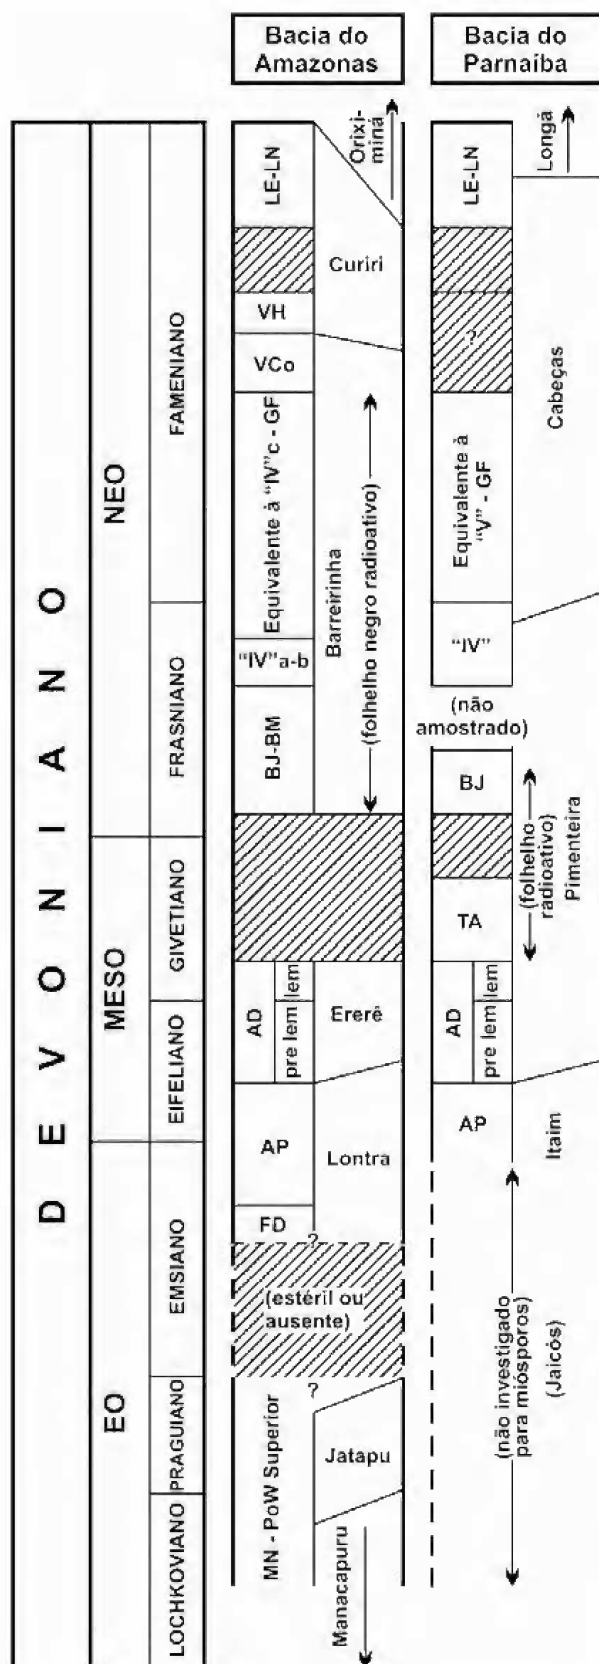 Bacia do
Amazonas
Bacia do
Parnaíba
DEVONIANO
NEO
MESO
EO
FAMENIANO
FRASNIANO
GIVETIANO
EIFELIANO
EMSIANO
PRAGUIANO
LOCHKOVIANO
LE-LN
VH
VCo
Equivalente à "IV"c - GF
"IV"a-b
BJ-BM
AD
pre lem
lem
AP
FD
?
(estéril ou
ausente)
?
MN - PoW Superior
Oriximi-
ná
Curiri
Barreirinha
(folhelho negro radioativo)
Ererê
Lontra
Jatapu
Manacapuru
LE-LN
?
Equivalente à
"V" - GF
"IV"
(não
amostrado)
BJ
TA
AD
pre lem
lem
AP
Longá
Cabeças
(folhelho
radioativo)
Pimenteira
Itaim
(não investigado
para miósporos)
(Jaicós)